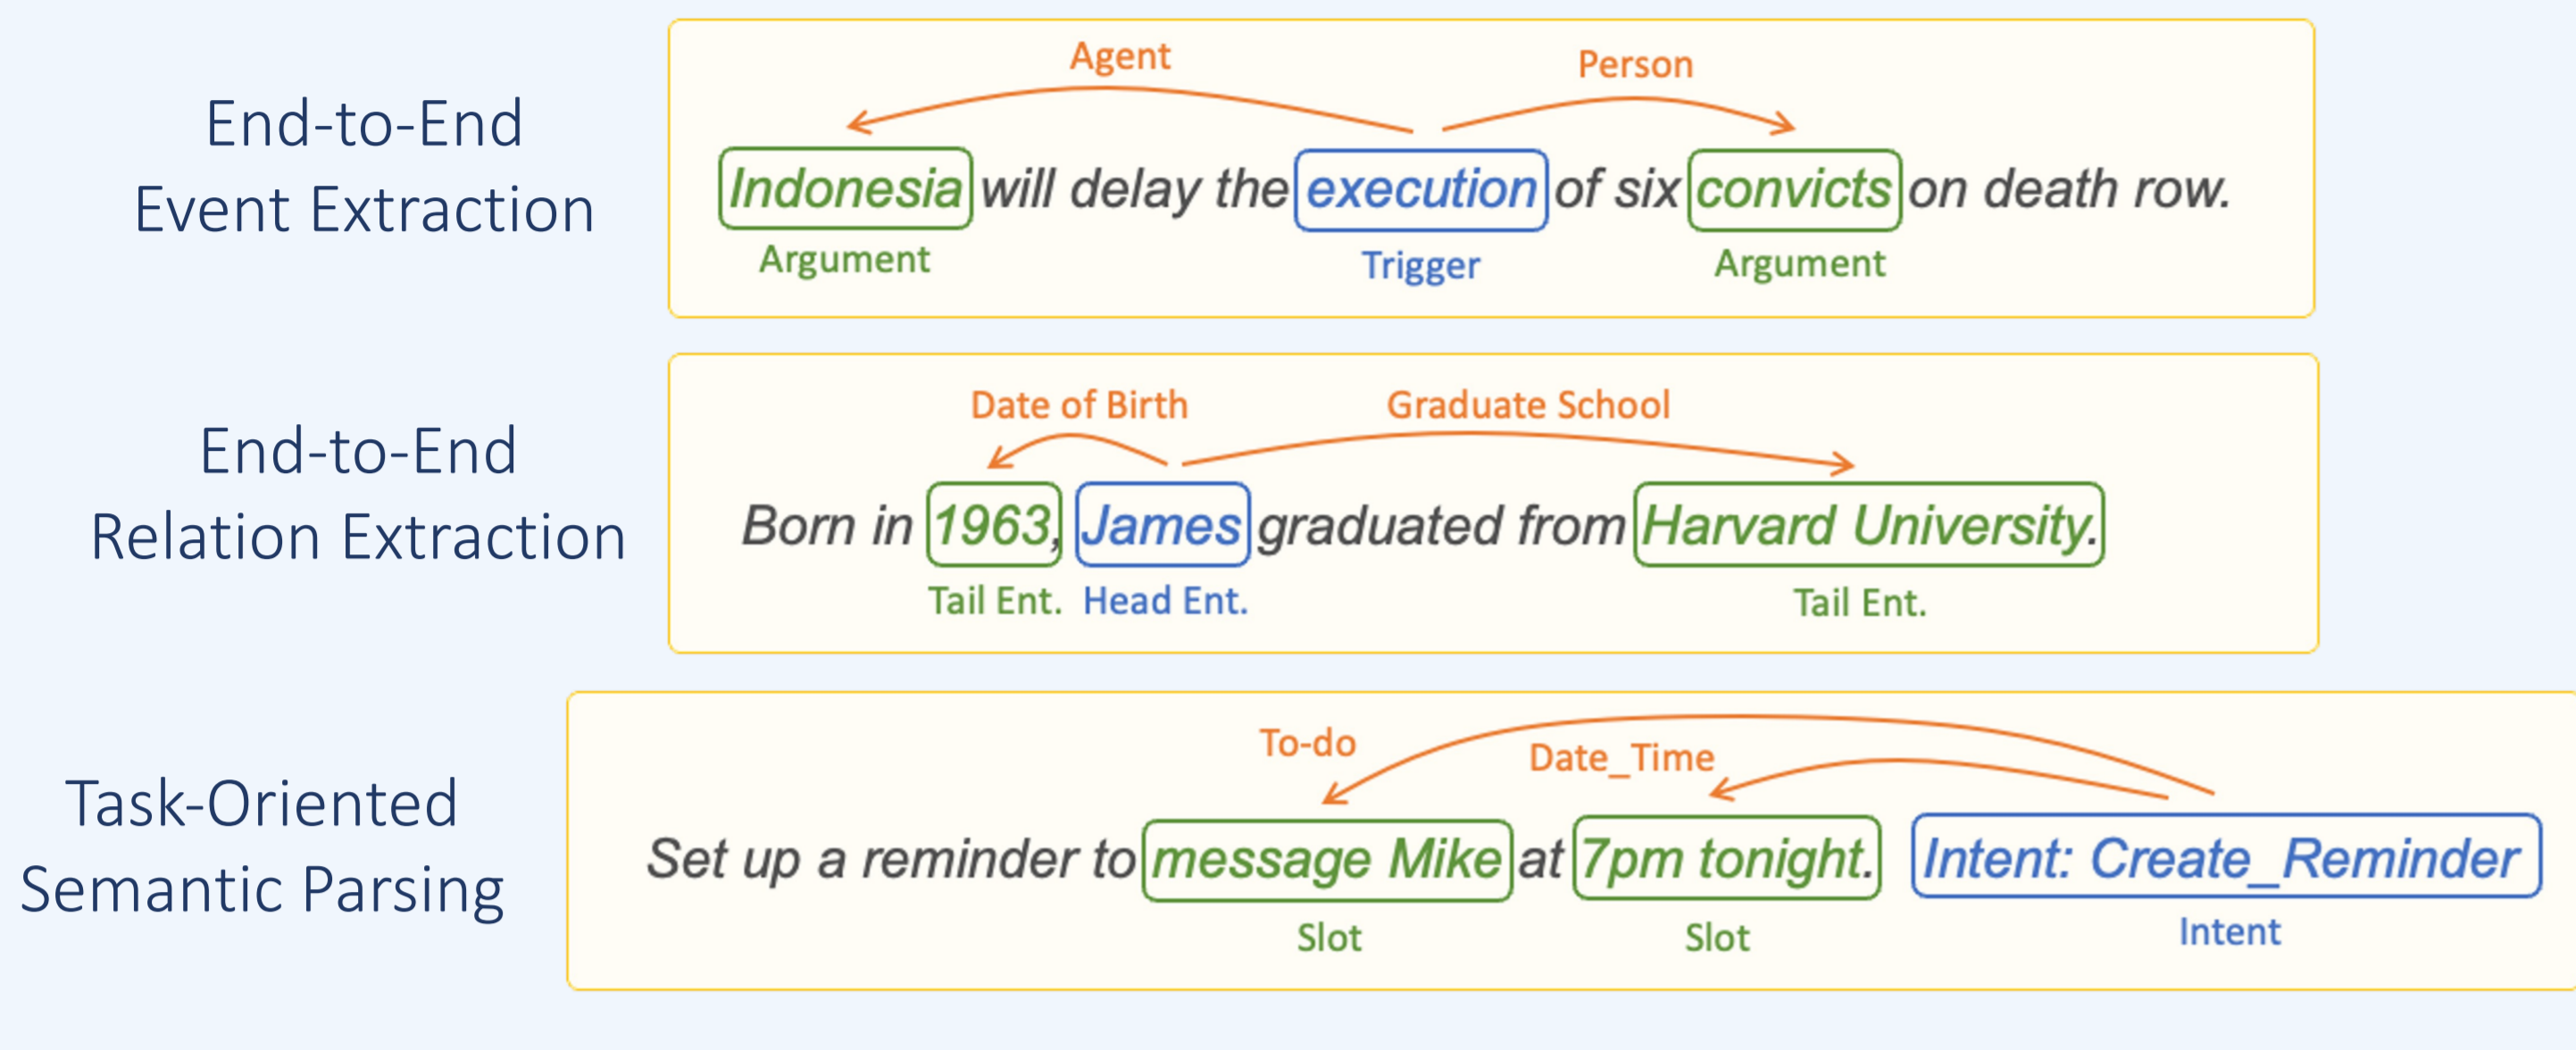 End-to-End
Event Extraction
Agent
Person
Indonesia will delay the execution of six convicts on death row.
Argument
Trigger
Argument
End-to-End
Relation Extraction
Date of Birth
Graduate School
Born in 1963, James graduated from Harvard University.
Tail Ent.
Head Ent.
Tail Ent.
Task-Oriented
Semantic Parsing
To-do
Date_Time
Set up a reminder to message Mike at 7pm tonight. Intent: Create_Reminder
Slot
Slot
Intent